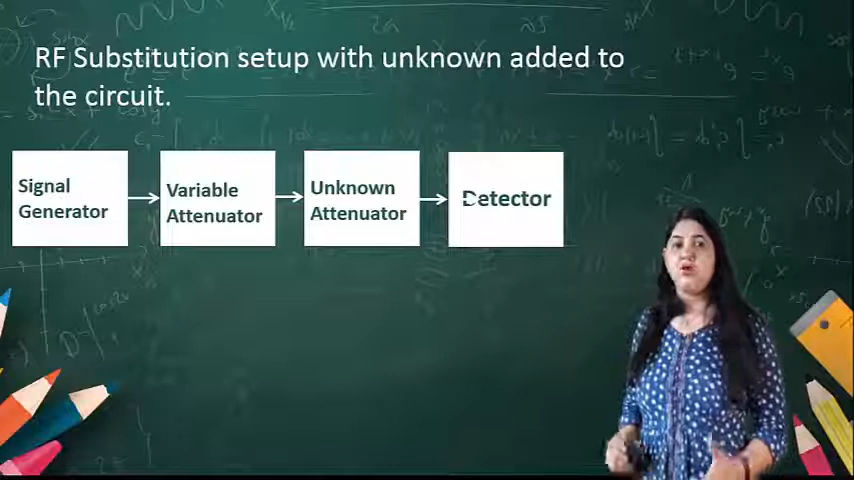 RF Substitution setup with unknown added to
the circuit.
Signal
Generator
Variable
Attenuator
Unknown
Attenuator
Detector